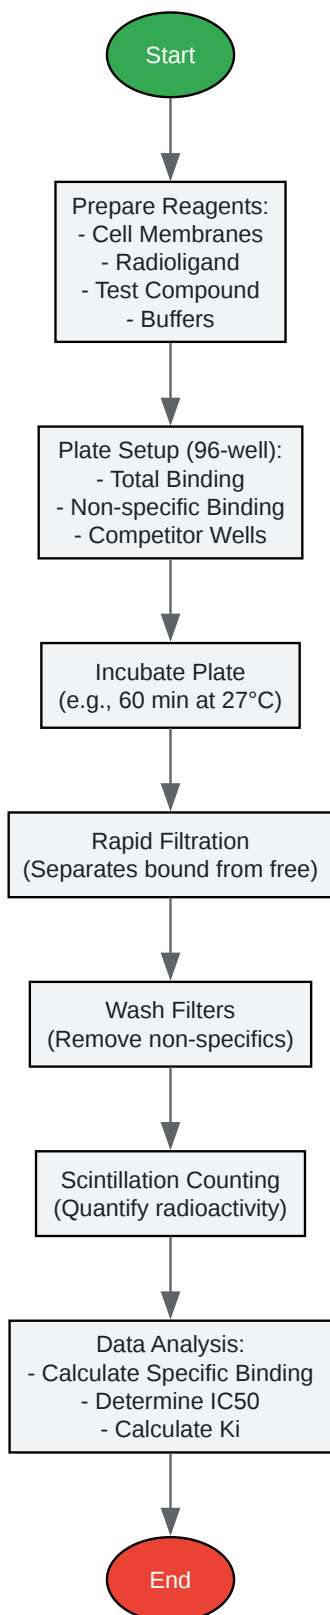 Start
Prepare Reagents:
- Cell Membranes
- Radioligand
- Test Compound
- Buffers
Plate Setup (96-well):
- Total Binding
- Non-specific Binding
- Competitor Wells
Incubate Plate
(e.g., 60 min at 27°C)
Rapid Filtration
(Separates bound from free)
Wash Filters
(Remove non-specifics)
Scintillation Counting
(Quantify radioactivity)
Data Analysis:
- Calculate Specific Binding
- Determine IC50
- Calculate Ki
End